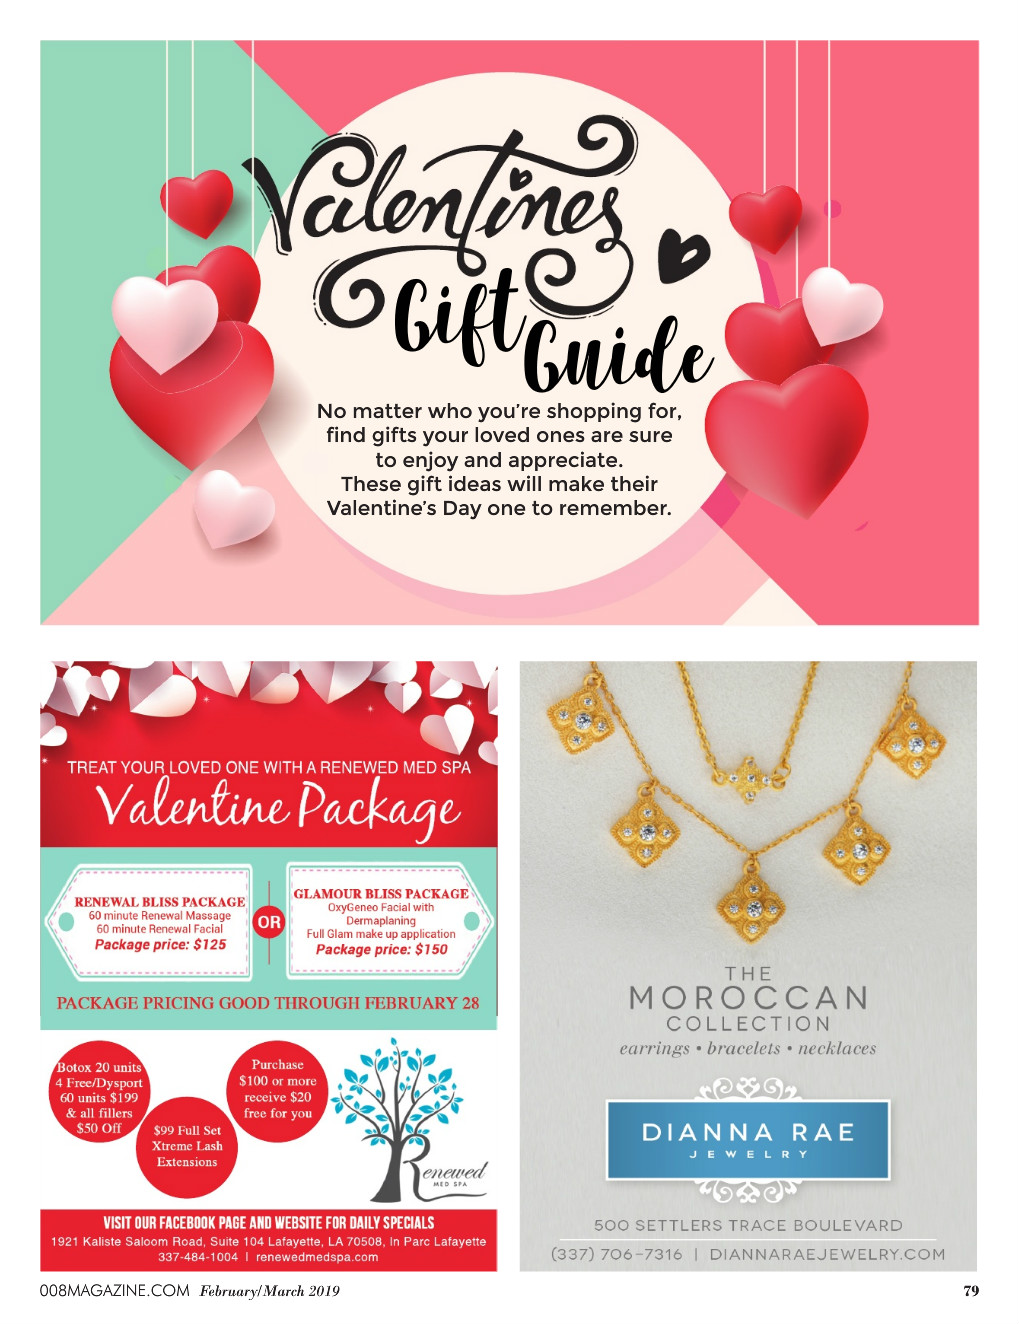 Valentines
Gift
Guide
No matter who you're shopping for,
find gifts your loved ones are sure
to enjoy and appreciate.
These gift ideas will make their
Valentine's Day one to remember.
TREAT YOUR LOVED ONE WITH A RENEWED MED SPA
Valentine Package
RENEWAL BLISS PACKAGE
60 minute Renewal Massage
60 minute Renewal Facial
Package price: $125
OR
GLAMOUR BLISS PACKAGE
OxyGeneo Facial with
Dermaplaning
Full Glam make up application
Package price: $150
PACKAGE PRICING GOOD THROUGH FEBRUARY 28
Botox 20 units
4 Free/Dysport
60 units $199
& all fillers
$50 Off
$99 Full Set
Xtreme Lash
Extensions
Purchase
$100 or more
receive $20
free for you
Renewed
MED SPA
VISIT OUR FACEBOOK PAGE AND WEBSITE FOR DAILY SPECIALS
1921 Kaliste Saloom Road, Suite 104 Lafayette, LA 70508, In Parc Lafayette
337-484-1004 | renewedmedspa.com
THE
MOROCCAN
COLLECTION
earrings • bracelets • necklaces
DIANNA RAE
JEWELRY
500 SETTLERS TRACE BOULEVARD
(337) 706-7316 | DIANNARAEJEWELRY.COM
008MAGAZINE.COM February/March 2019
79